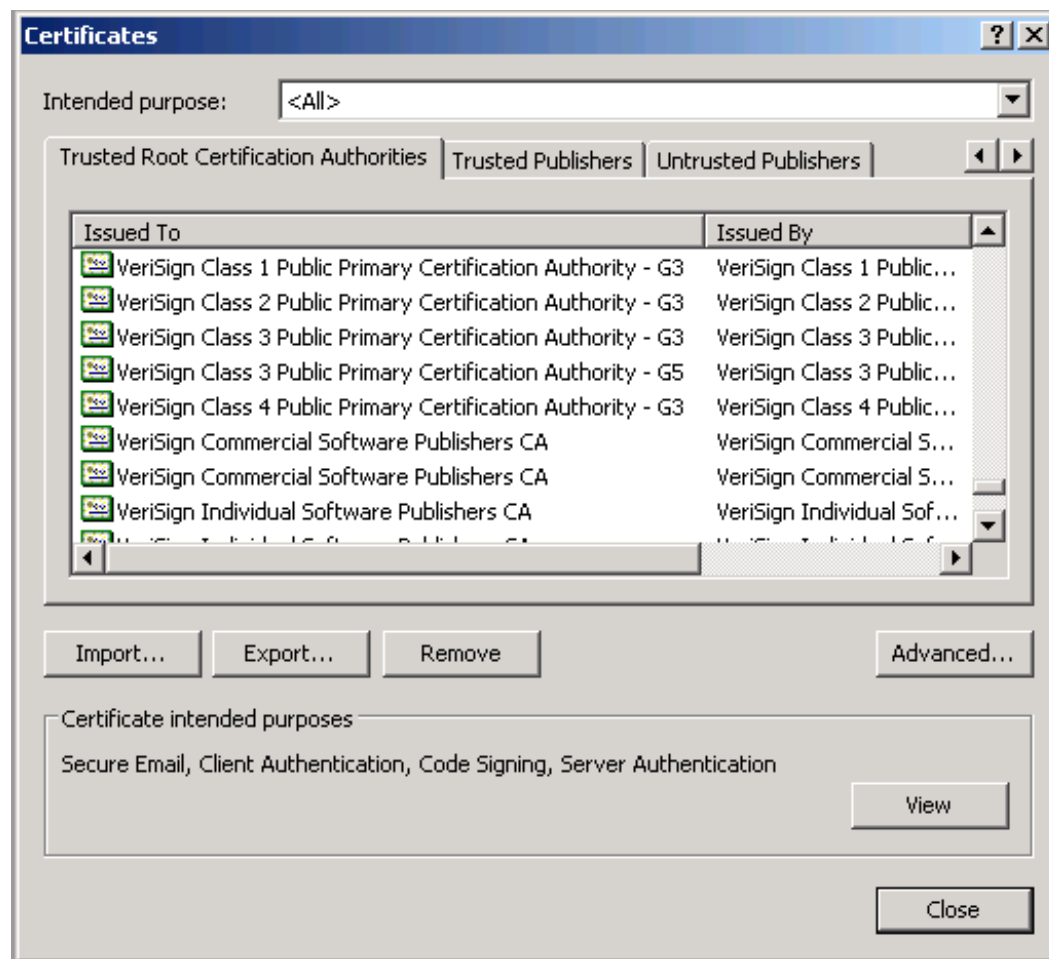 Certificates
Intended purpose: <All>
Trusted Root Certification Authorities Trusted Publishers Untrusted Publishers
Issued To Issued By
VeriSign Class 1 Public Primary Certification Authority - G3 VeriSign Class 1 Public...
VeriSign Class 2 Public Primary Certification Authority - G3 VeriSign Class 2 Public...
VeriSign Class 3 Public Primary Certification Authority - G3 VeriSign Class 3 Public...
VeriSign Class 3 Public Primary Certification Authority - G5 VeriSign Class 3 Public...
VeriSign Class 4 Public Primary Certification Authority - G3 VeriSign Class 4 Public...
VeriSign Commercial Software Publishers CA VeriSign Commercial S...
VeriSign Commercial Software Publishers CA VeriSign Commercial S...
VeriSign Individual Software Publishers CA VeriSign Individual Sof...
Import... Export... Remove Advanced...
Certificate intended purposes
Secure Email, Client Authentication, Code Signing, Server Authentication
View
Close